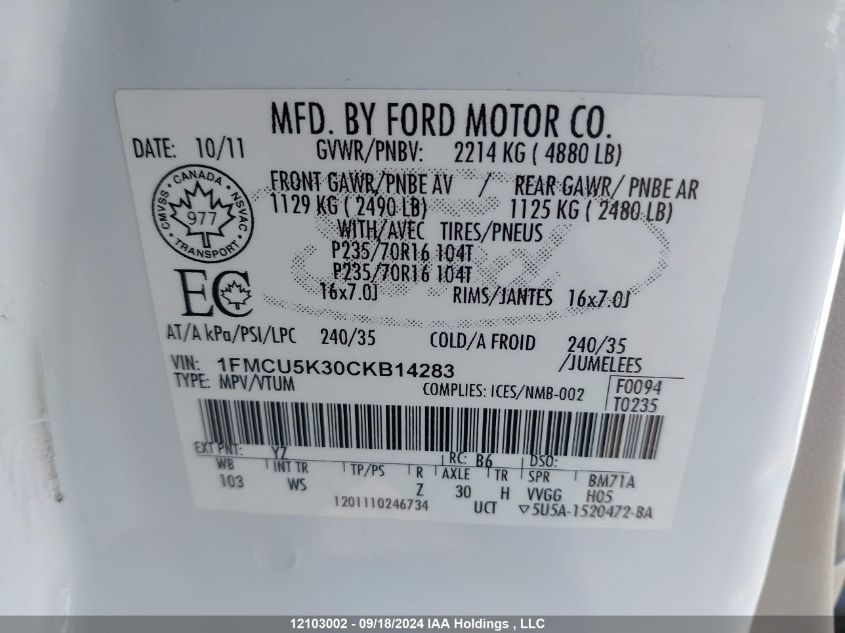 MFD. BY FORD MOTOR CO.
DATE: 10/11 GVWR/PNBV: 2214 KG ( 4880 LB)
FRONT GAWR/PNBE AV / REAR GAWR/ PNBE AR
1129 KG ( 2490 LB) 1125 KG ( 2480 LB)
WITH/AVEC TIRES/PNEUS
P235/70R16 104T
P235/70R16 104T
16x7.0J RIMS/JANTES 16x7.0J
CMVSS • CANADA • NSVAC • TRANSPORT •
977
EC
AT/A kPa/PSI/LPC 240/35 COLD/A FROID 240/35
/JUMELEES
VIN: 1FMCU5K30CKB14283
TYPE: MPV/VTUM COMPLIES: ICES/NMB-002 F0094
T0235
EXT PNT: YZ RC: B6 DSO:
WB INT TR TP/PS R AXLE TR SPR BM71A
103 WS Z 30 H VVGG H05
1201110246734 UCT ▽5U5A-1520472-BA
12103002 - 09/18/2024 IAA Holdings , LLC